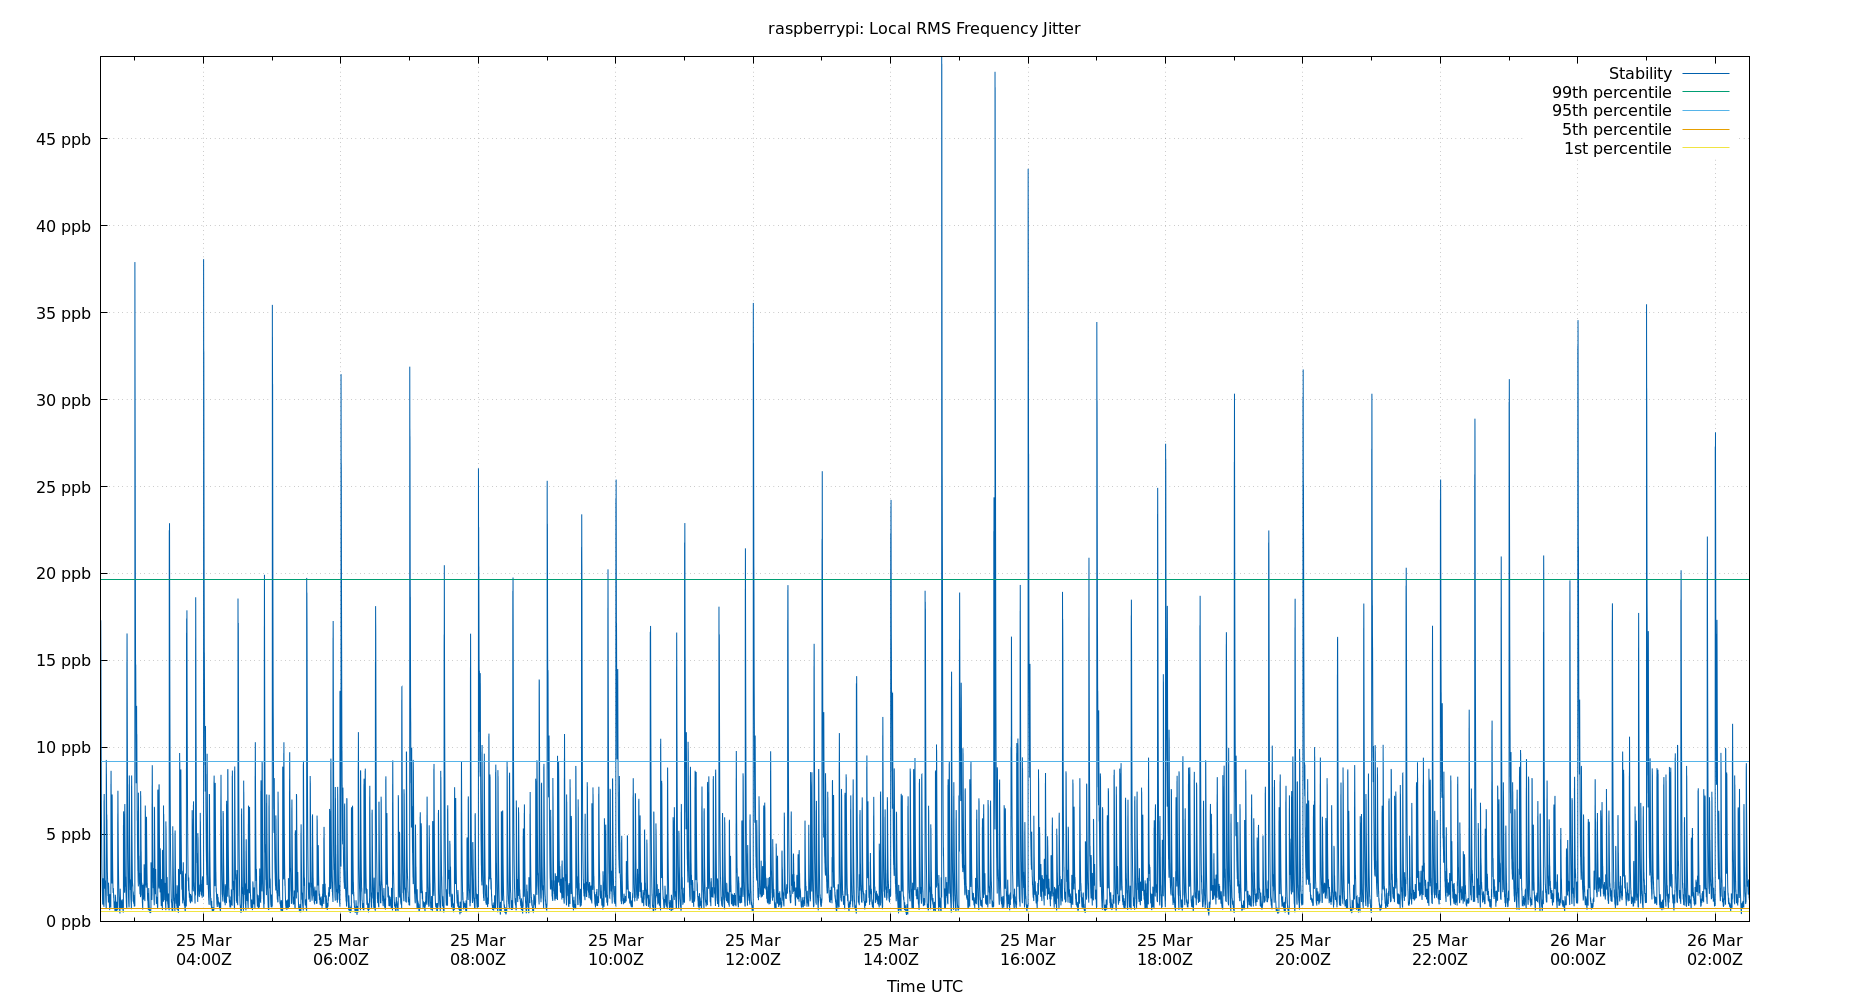 raspberrypi: Local RMS Frequency Jitter
Stability
99th percentile
95th percentile
5th percentile
1st percentile
45 ppb
40 ppb
35 ppb
30 ppb
25 ppb
20 ppb
15 ppb
10 ppb
5 ppb
0 ppb
25 Mar 25 Mar 25 Mar 25 Mar 25 Mar 25 Mar 25 Mar 25 Mar 25 Mar 25 Mar 26 Mar 26 Mar
04:00Z 06:00Z 08:00Z 10:00Z 12:00Z 14:00Z 16:00Z 18:00Z 20:00Z 22:00Z 00:00Z 02:00Z
Time UTC